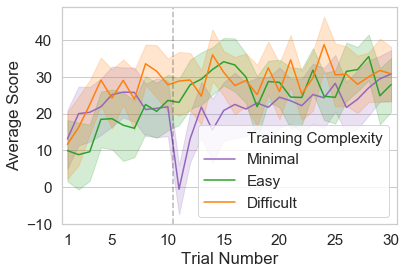 40
30
20
10
0
−10
Average Score
Training Complexity
Minimal
Easy
Difficult
1 5 10 15 20 25 30
Trial Number